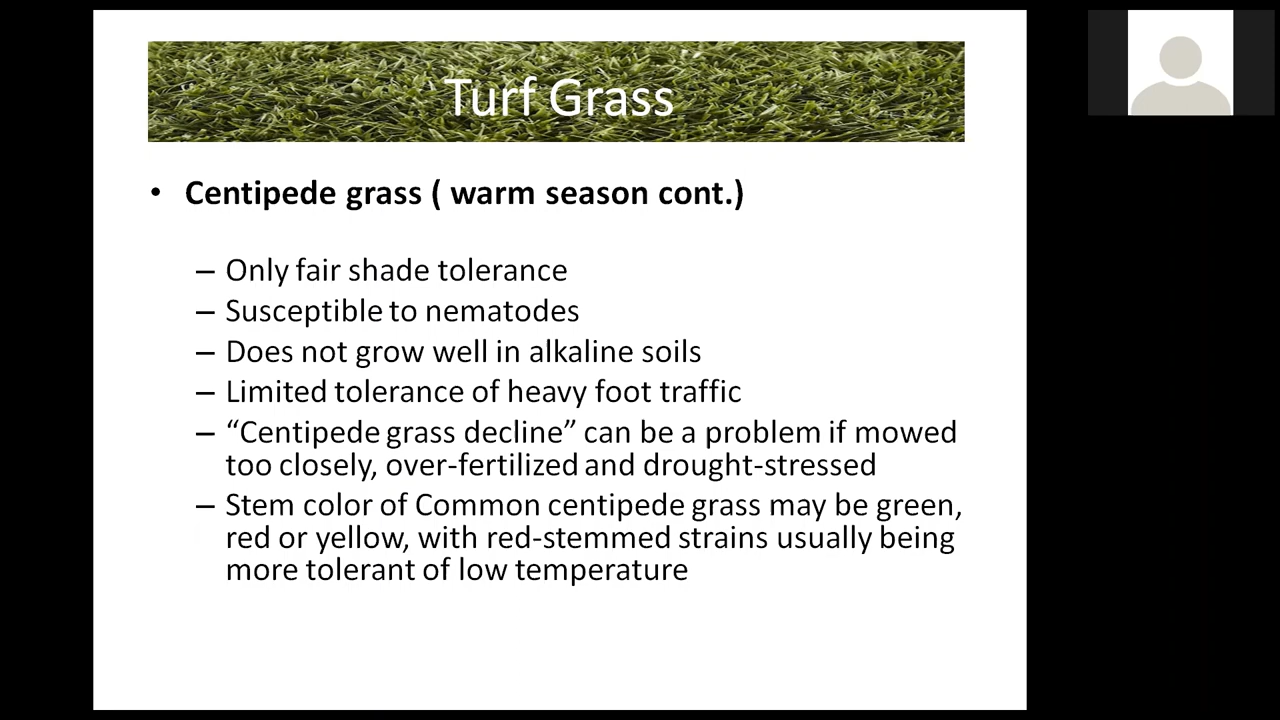 Turf Grass
• Centipede grass ( warm season cont.)
– Only fair shade tolerance
– Susceptible to nematodes
– Does not grow well in alkaline soils
– Limited tolerance of heavy foot traffic
– “Centipede grass decline” can be a problem if mowed
too closely, over-fertilized and drought-stressed
– Stem color of Common centipede grass may be green,
red or yellow, with red-stemmed strains usually being
more tolerant of low temperature